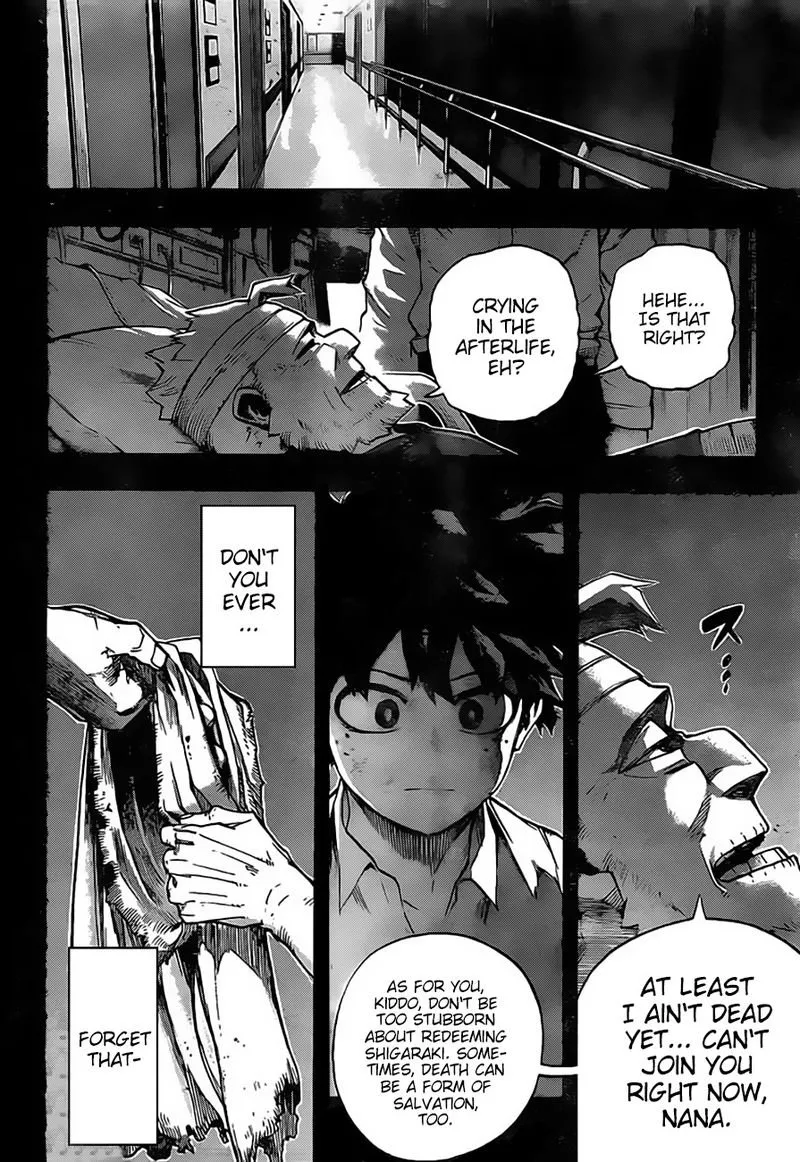 HEHE...
IS THAT
RIGHT?
CRYING
IN THE
AFTERLIFE,
EH?
ス...
AT LEAST
I AIN'T DEAD
YET... CAN'T
JOIN YOU
RIGHT NOW,
NANA.
AS FOR YOU,
KIDDO, DON'T BE
TOO STUBBORN
ABOUT REDEEMING
SHIGARAKI. SOME-
TIMES, DEATH CAN
BE A FORM OF
SALVATION,
TOO.
DON'T
YOU
EVER
...
FORGET
THAT-